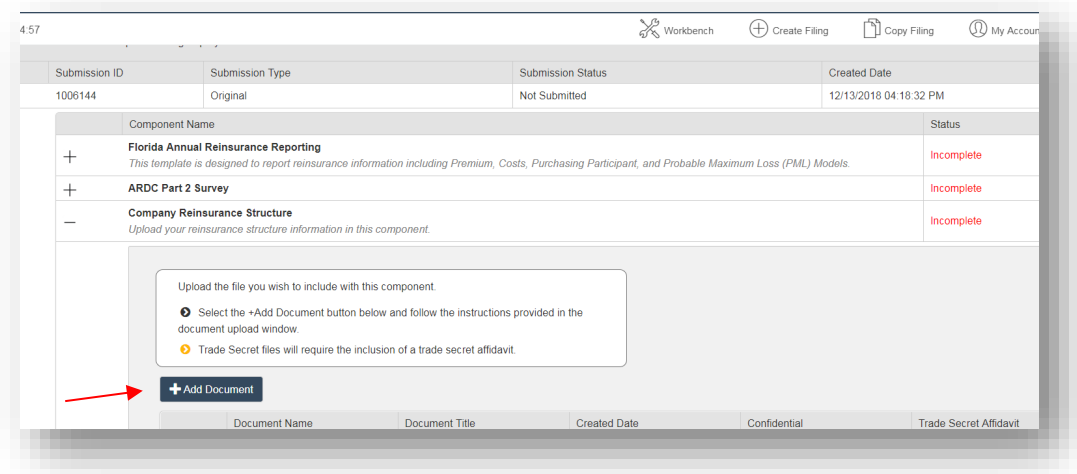 4:57
Workbench
Create Filing
Copy Filing
My Accoun
Submission ID
Submission Type
Submission Status
Created Date
1006144
Original
Not Submitted
12/13/2018 04:18:32 PM
Component Name
Status
Florida Annual Reinsurance Reporting
This template is designed to report reinsurance information including Premium, Costs, Purchasing Participant, and Probable Maximum Loss (PML) Models.
Incomplete
ARDC Part 2 Survey
Incomplete
Company Reinsurance Structure
Upload your reinsurance structure information in this component.
Incomplete
Upload the file you wish to include with this component.
Select the +Add Document button below and follow the instructions provided in the
document upload window.
Trade Secret files will require the inclusion of a trade secret affidavit.
Add Document
Document Name
Document Title
Created Date
Confidential
Trade Secret Affidavit